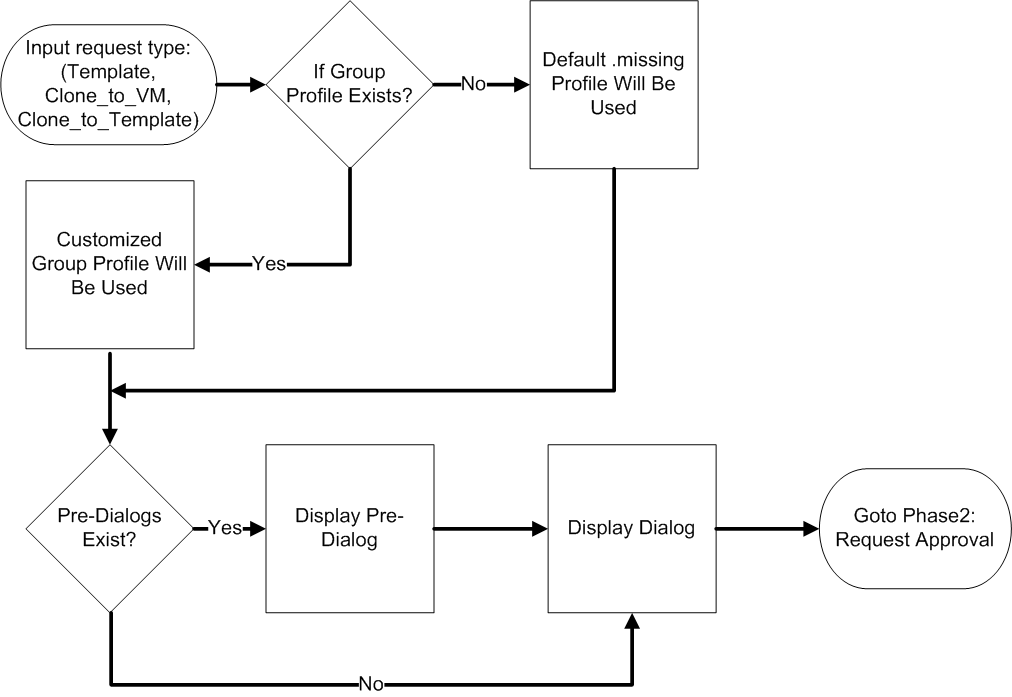 Input request type:
(Template,
Clone_to_VM,
Clone_to_Template)
If Group
Profile Exists?
No
Default .missing
Profile Will Be
Used
Customized
Group Profile Will
Be Used
Yes
Pre-Dialogs
Exist?
Yes
Display Pre-
Dialog
Display Dialog
Goto Phase2:
Request Approval
No